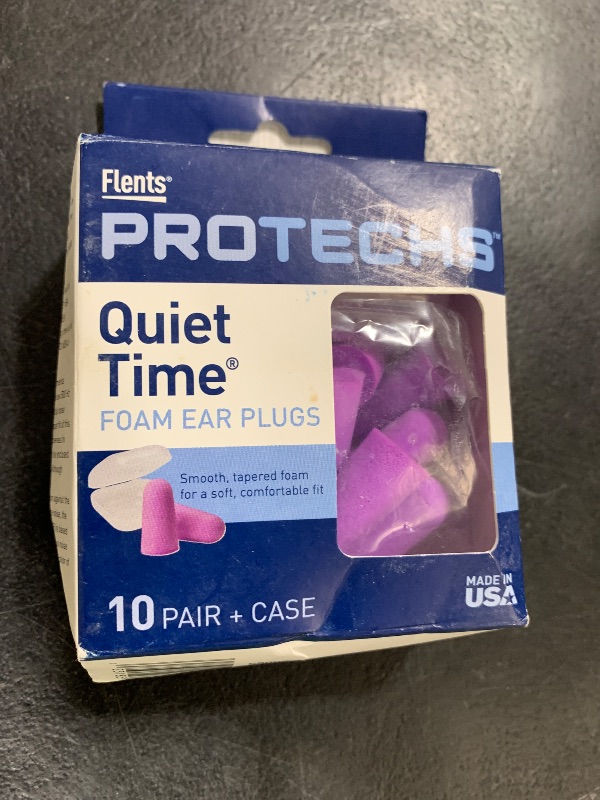 Flents®
PROTECHS™
Quiet
Time®
FOAM EAR PLUGS
Smooth, tapered foam
for a soft, comfortable fit
10 PAIR + CASE
MADE IN
USA